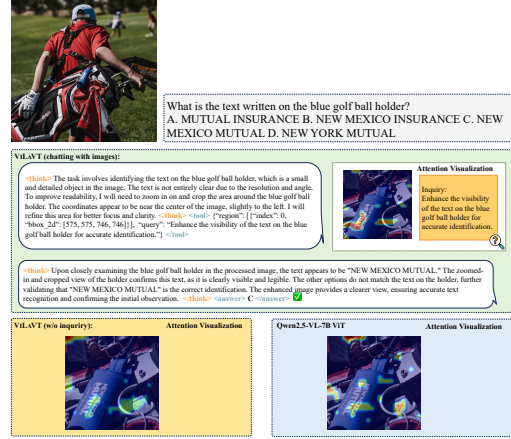 What is the text written on the blue golf ball holder?
A. MUTUAL INSURANCE B. NEW MEXICO INSURANCE C. NEW
MEXICO MUTUAL D. NEW YORK MUTUAL
VILAVT (chatting with images):
<think> The task involves identifying the text on the blue golf ball holder, which is a small
and detailed object in the image. The text is not entirely clear due to the resolution and angle.
To improve readability, I will need to zoom in on and crop the area around the blue golf ball
holder. The coordinates appear to be near the center of the image, slightly to the left. I will
refine this area for better focus and clarity. </think> <tool> {"region": [{"index": 0,
"bbox_2d": [575, 575, 746, 746]}], "query": "Enhance the visibility of the text on the blue
golf ball holder for accurate identification."} </tool>
Attention Visualization
Inquiry:
Enhance the visibility
of the text on the blue
golf ball holder for
accurate identification.
<think> Upon closely examining the blue golf ball holder in the processed image, the text appears to be "NEW MEXICO MUTUAL." The zoomed-
in and cropped view of the holder confirms this text, as it is clearly visible and legible. The other options do not match the text on the holder, further
validating that "NEW MEXICO MUTUAL" is the correct identification. The enhanced image provides a clearer view, ensuring accurate text
recognition and confirming the initial observation. </think> <answer> C </answer>
VILAVT (w/o inquriry): Attention Visualization
Qwen2.5-VL-7B ViT Attention Visualization